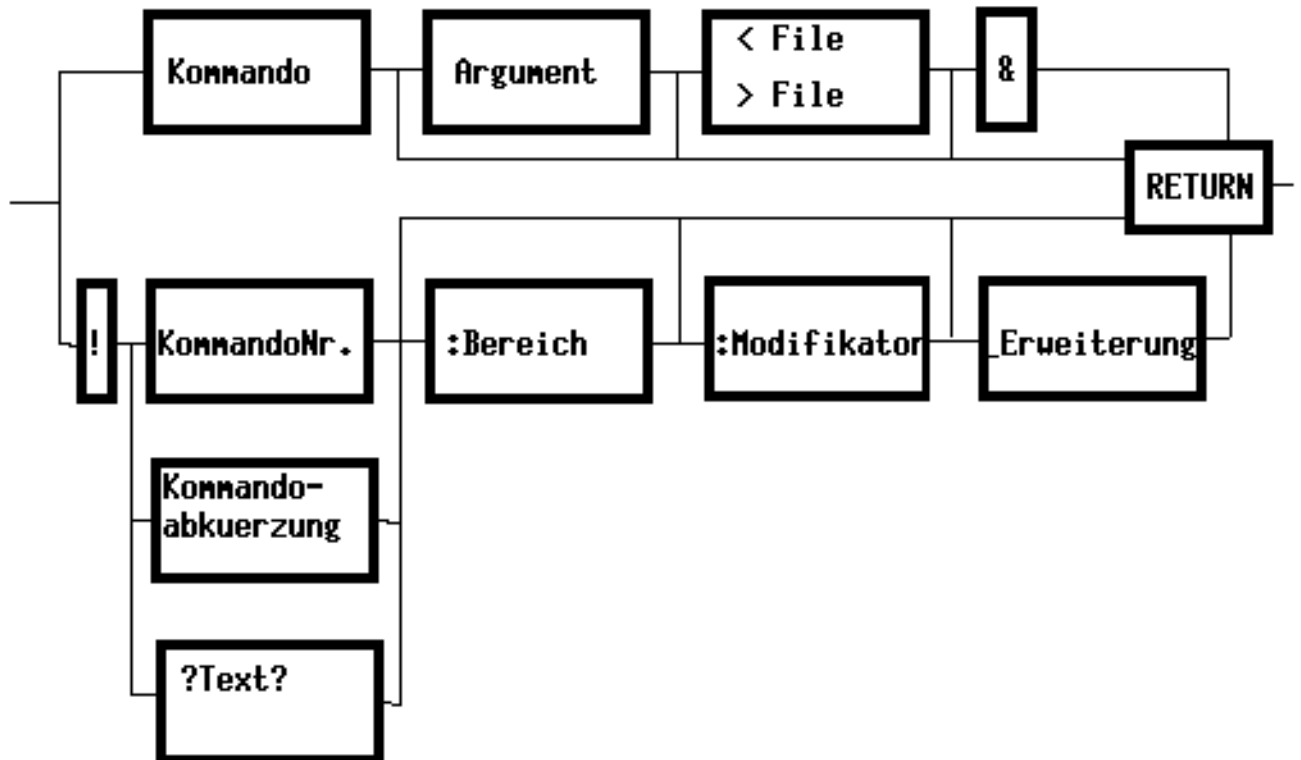 Kommando
Argument
< File
> File
&
RETURN
!
KommandoNr.
:Bereich
:Modifikator
_Erweiterung
Kommando-
abkuerzung
?Text?